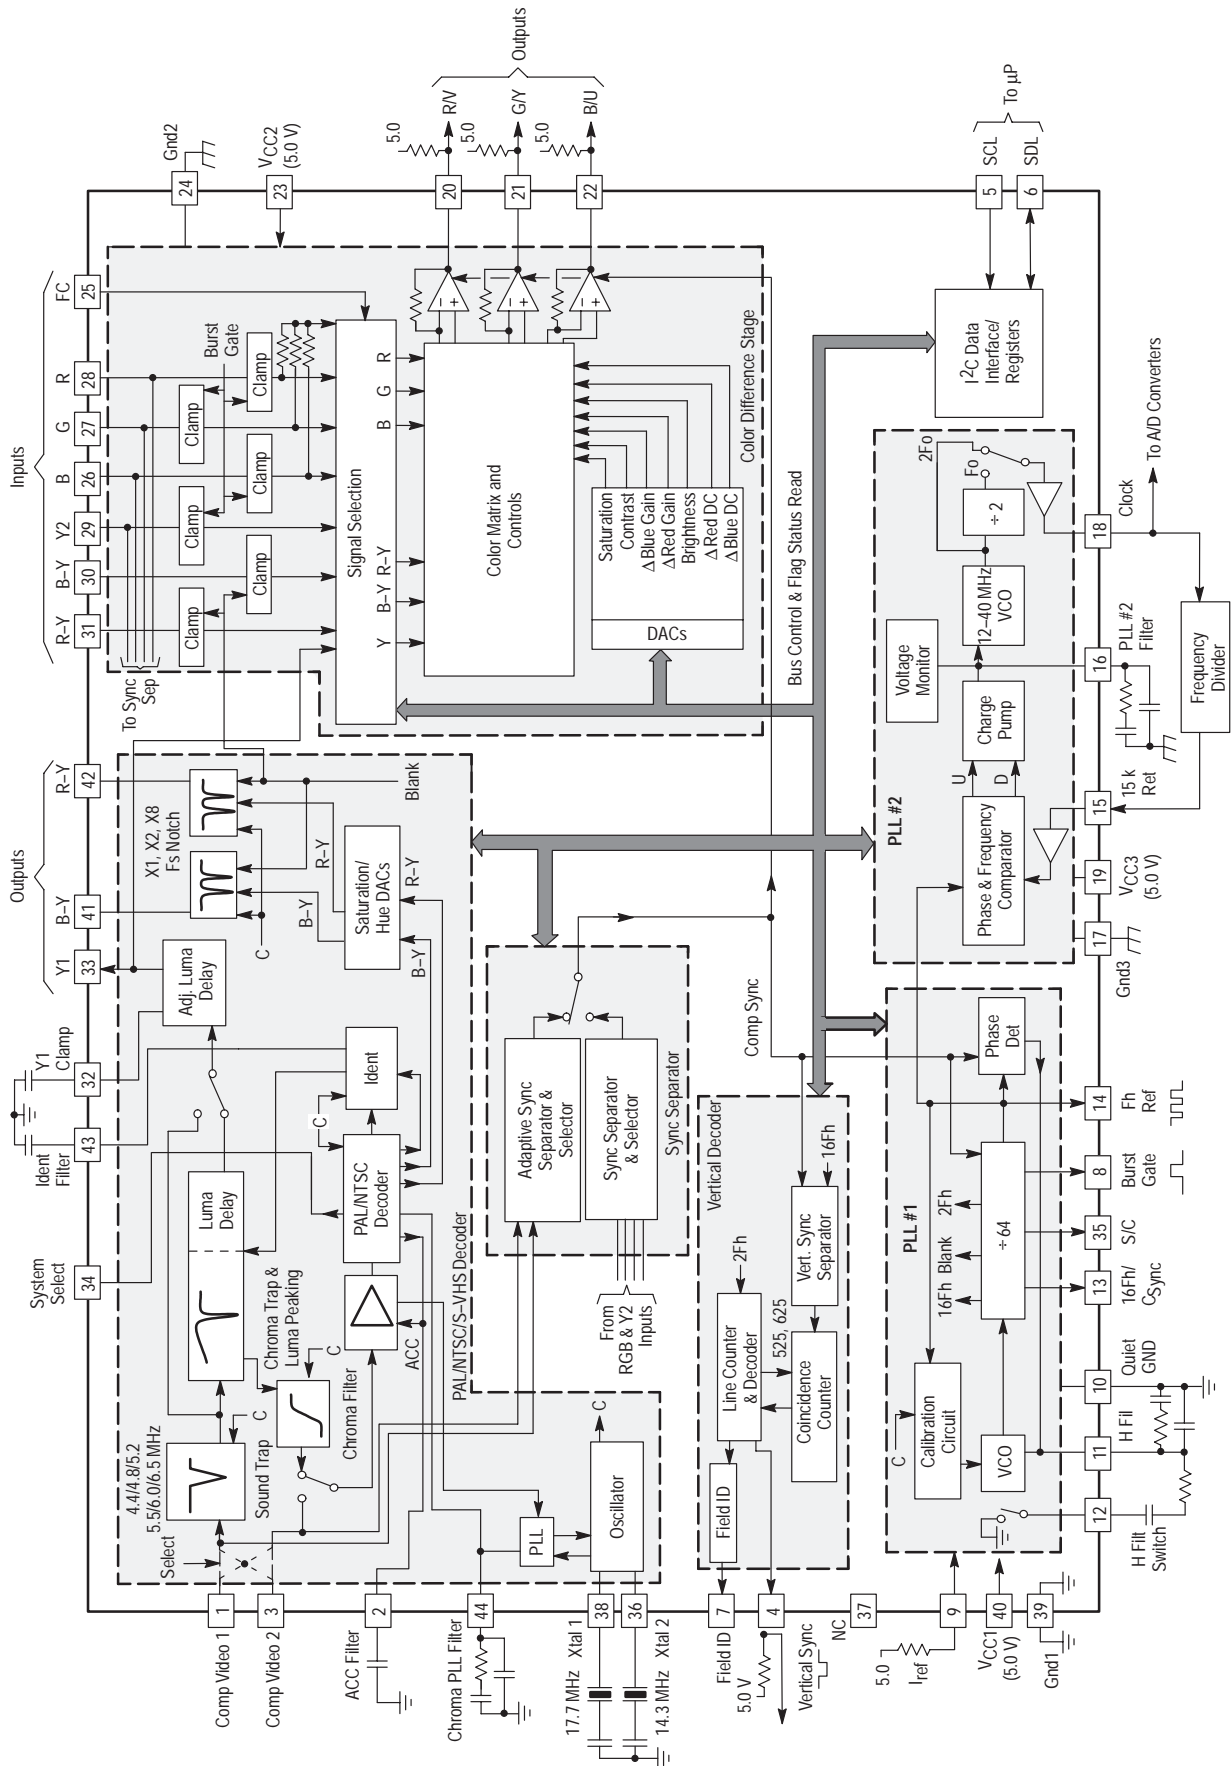 Inputs
R–Y
B–Y
Y2
B
G
R
FC
31
30
29
26
27
28
25
24
Gnd2
23
VCC2
(5.0 V)
To Sync
Sep
Clamp
Clamp
Clamp
Clamp
Clamp
Clamp
Burst
Gate
Signal Selection
Y
B–Y
R–Y
B
G
R
Color Matrix and
Controls
DACs
Saturation
Contrast
ΔBlue Gain
ΔRed Gain
Brightness
ΔRed DC
ΔBlue DC
Color Difference Stage
– +
– +
– +
20
21
22
5.0
5.0
5.0
R/V
G/Y
B/U
Outputs
Outputs
Y1
B–Y
R–Y
33
41
42
Y1
Clamp
32
43
Ident
Filter
System
Select
34
X1, X2, X8
Fs Notch
C
Blank
B–Y
R–Y
Saturation/
Hue DACs
B–Y
R–Y
Adj. Luma
Delay
Luma
Delay
Chroma Trap &
Luma Peaking
Ident
C
PAL/NTSC
Decoder
ACC
C
Chroma Filter
C
Sound Trap
4.4/4.8/5.2
5.5/6.0/6.5 MHz
Select
PAL/NTSC/S–VHS Decoder
PLL
Oscillator
C
1
Comp Video 1
3
Comp Video 2
2
ACC Filter
44
Chroma PLL Filter
38
Xtal 1
17.7 MHz
36
Xtal 2
14.3 MHz
Adaptive Sync
Separator &
Selector
Sync Separator
& Selector
Sync Separator
From
RGB & Y2
Inputs
Comp Sync
Bus Control & Flag Status Read
Vertical Decoder
2Fh
16Fh
Line Counter
& Decoder
Vert. Sync
Separator
525, 625
Coincidence
Counter
Field ID
7
Field ID
4
5.0 V
Vertical Sync
37
NC
9
5.0
Iref
40
VCC1
(5.0 V)
39
Gnd1
PLL #1
Phase
Det
÷ 64
16Fh
Blank
2Fh
C
Calibration
Circuit
VCO
14
Fh
Ref
8
Burst
Gate
35
S/C
13
16Fh/
CSync
10
Quiet
GND
11
H Fil
12
H Filt
Switch
PLL #2
Phase & Frequency
Comparator
U
D
Charge
Pump
Voltage
Monitor
12–40 MHz
VCO
÷ 2
Fo
2Fo
17
Gnd3
19
VCC3
(5.0 V)
15
15 k
Ret
16
PLL #2
Filter
18
Clock
To A/D Converters
Frequency
Divider
I2C Data
Interface/
Registers
5
SCL
6
SDL
To μP